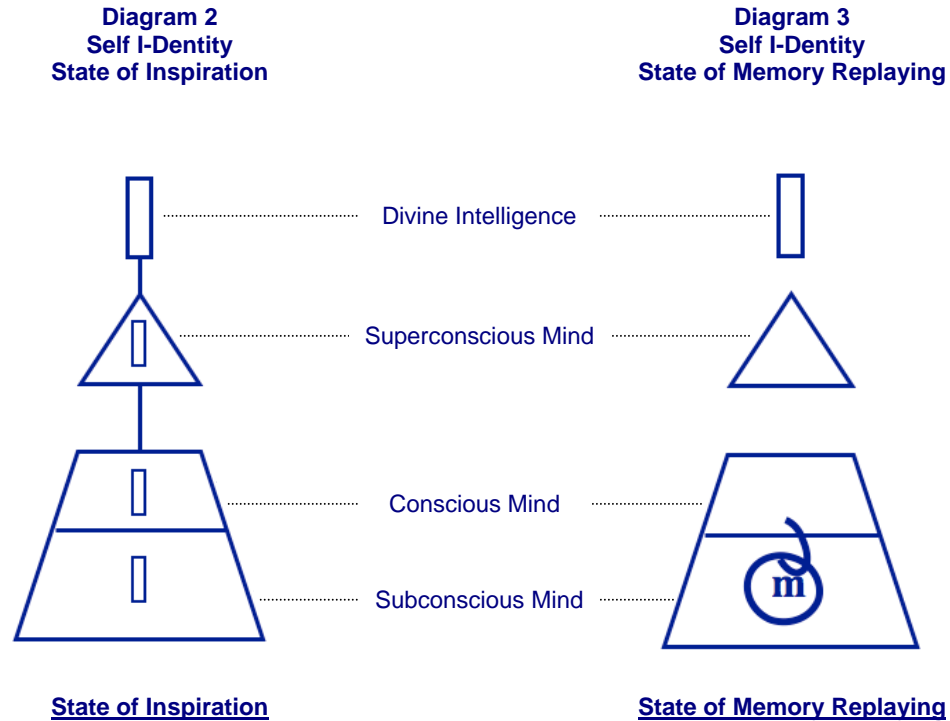 Diagram 2
Self I-Dentity
State of Inspiration
Diagram 3
Self I-Dentity
State of Memory Replaying
Divine Intelligence
Superconscious Mind
Conscious Mind
Subconscious Mind
m
State of Inspiration
State of Memory Replaying